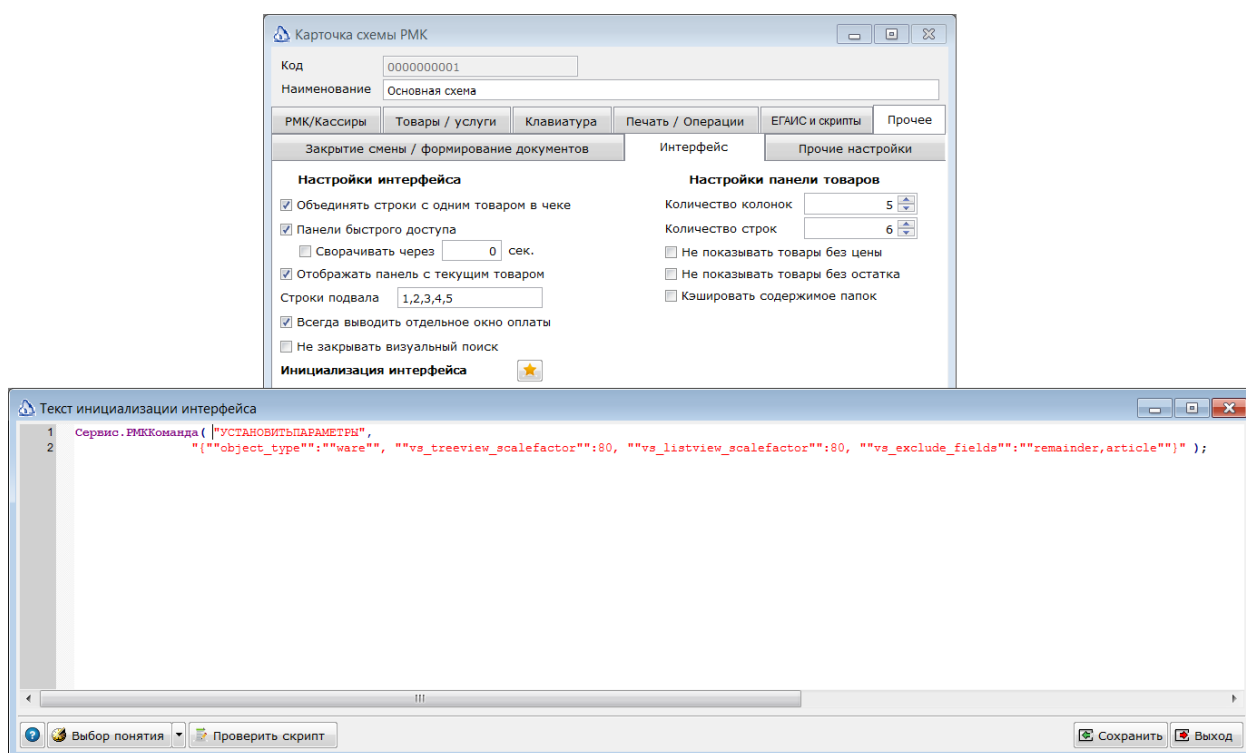 Карточка схемы РМК
Код 0000000001
Наименование Основная схема
РМК/Кассиры Товары / услуги Клавиатура Печать / Операции ЕГАИС и скрипты Прочее
Закрытие смены / формирование документов Интерфейс Прочие настройки
Настройки интерфейса Настройки панели товаров
Объединять строки с одним товаром в чеке Количество колонок 5
Панели быстрого доступа Количество строк 6
Сворачивать через 0 сек. Не показывать товары без цены
Отображать панель с текущим товаром Не показывать товары без остатка
Строки подвала 1,2,3,4,5 Кэшировать содержимое папок
Всегда выводить отдельное окно оплаты
Не закрывать визуальный поиск
Инициализация интерфейса
Текст инициализации интерфейса
1 Сервис.РМККоманда( "УСТАНОВИТЬПАРАМЕТРЫ",
2 "{""object_type"":""ware"", ""vs_treeview_scalefactor"":80, ""vs_listview_scalefactor"":80, ""vs_exclude_fields"":""remainder,article""}" );
Выбор понятия Проверить скрипт Сохранить Выход